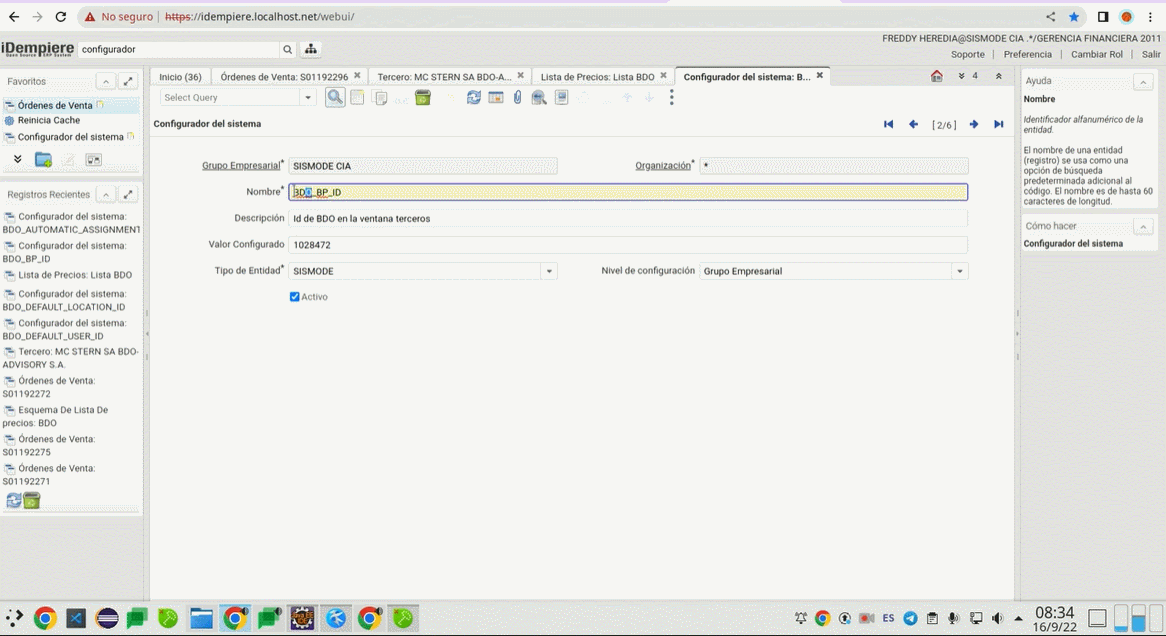 No seguro
https://idempiere.localhost.net/webui/
iDempiere
configurador
FREDDY HEREDIA@SISMODE CIA .*/GERENCIA FINANCIERA 2011
Soporte | Preferencia | Cambiar Rol | Salir
Favoritos
Órdenes de Venta
Reinicia Cache
Configurador del sistema
Registros Recientes
Configurador del sistema:
BDO_AUTOMATIC_ASSIGNMENT
Configurador del sistema:
BDO_BP_ID
Lista de Precios: Lista BDO
Configurador del sistema:
BDO_DEFAULT_LOCATION_ID
Configurador del sistema:
BDO_DEFAULT_USER_ID
Tercero: MC STERN SA BDO-
ADVISORY S.A.
Órdenes de Venta:
S01192272
Esquema De Lista De
precios: BDO
Órdenes de Venta:
S01192275
Órdenes de Venta:
S01192271
Inicio (36)
Órdenes de Venta: S01192296
Tercero: MC STERN SA BDO-A...
Lista de Precios: Lista BDO
Configurador del sistema: B...
4
Select Query
Configurador del sistema
[2/6]
Grupo Empresarial* SISMODE CIA
Organización* *
Nombre* BDO_BP_ID
Descripción Id de BDO en la ventana terceros
Valor Configurado 1028472
Tipo de Entidad* SISMODE
Nivel de configuración Grupo Empresarial
Activo
Ayuda
Nombre
Identificador alfanumérico de la
entidad.
El nombre de una entidad
(registro) se usa como una
opción de búsqueda
predeterminada adicional al
código. El nombre es de hasta 60
caracteres de longitud.
Cómo hacer
Configurador del sistema
ES
08:34
16/9/22